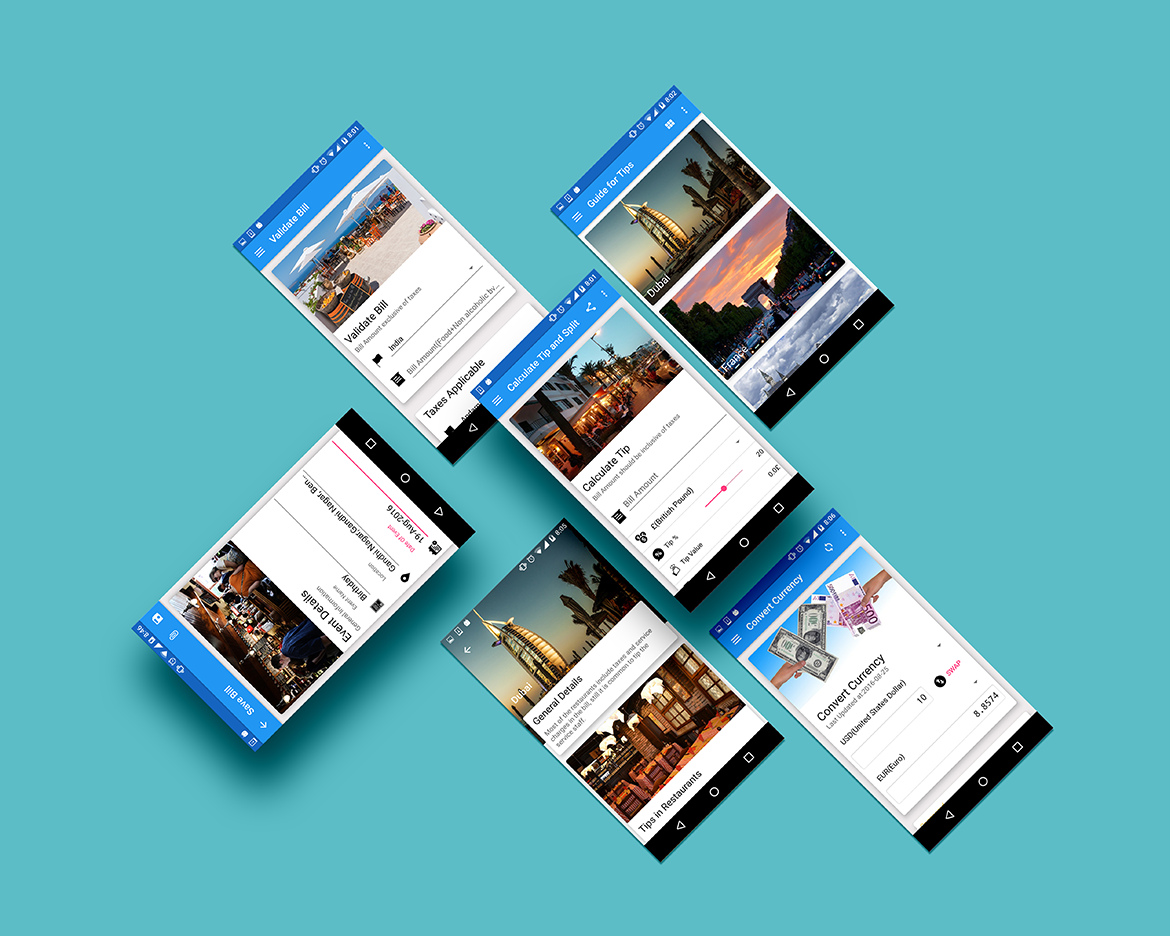 8:01
Validate Bill
Validate Bill
Bill Amount exclusive of taxes
India
Bill Amount(Food+Non alcoholic bv...
Taxes Applicable
8:02
Guide for Tips
Dubai
France
8:01
Calculate Tip and Split
Calculate Tip
Bill Amount should be inclusive of taxes
Bill Amount
£(British Pound)
Tip %
20
Tip Value
0.0£
8:46
Save Bill
Event Details
General Information
Event Name
Birthday
Location
Gandhi Nagar,Gandhi Nagar, Ben...
Date of Event
19-Aug-2016
8:05
Dubai
General Details
Most of the restaurants include taxes and service
charges in the bill, still it is common to tip the
service staff.
Tips in Restaurants
8:06
Convert Currency
500
Convert Currency
Last Updated at:2016-08-25
USD(United States Dollar)
10
SWAP
EUR(Euro)
8.8574